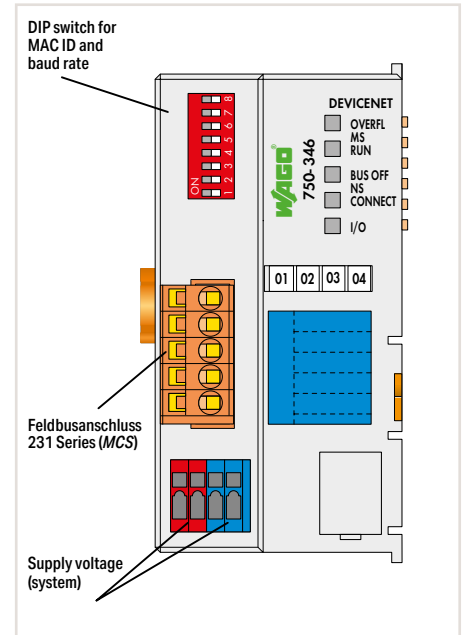 DIP switch for
MAC ID and
baud rate
ON
1 2 3 4 5 6 7 8
WAGO®
750-346
DEVICENET
OVERFL
MS
RUN
BUS OFF
NS
CONNECT
I/O
01 02 03 04
Feldbusanschluss
231 Series (MCS)
Supply voltage
(system)